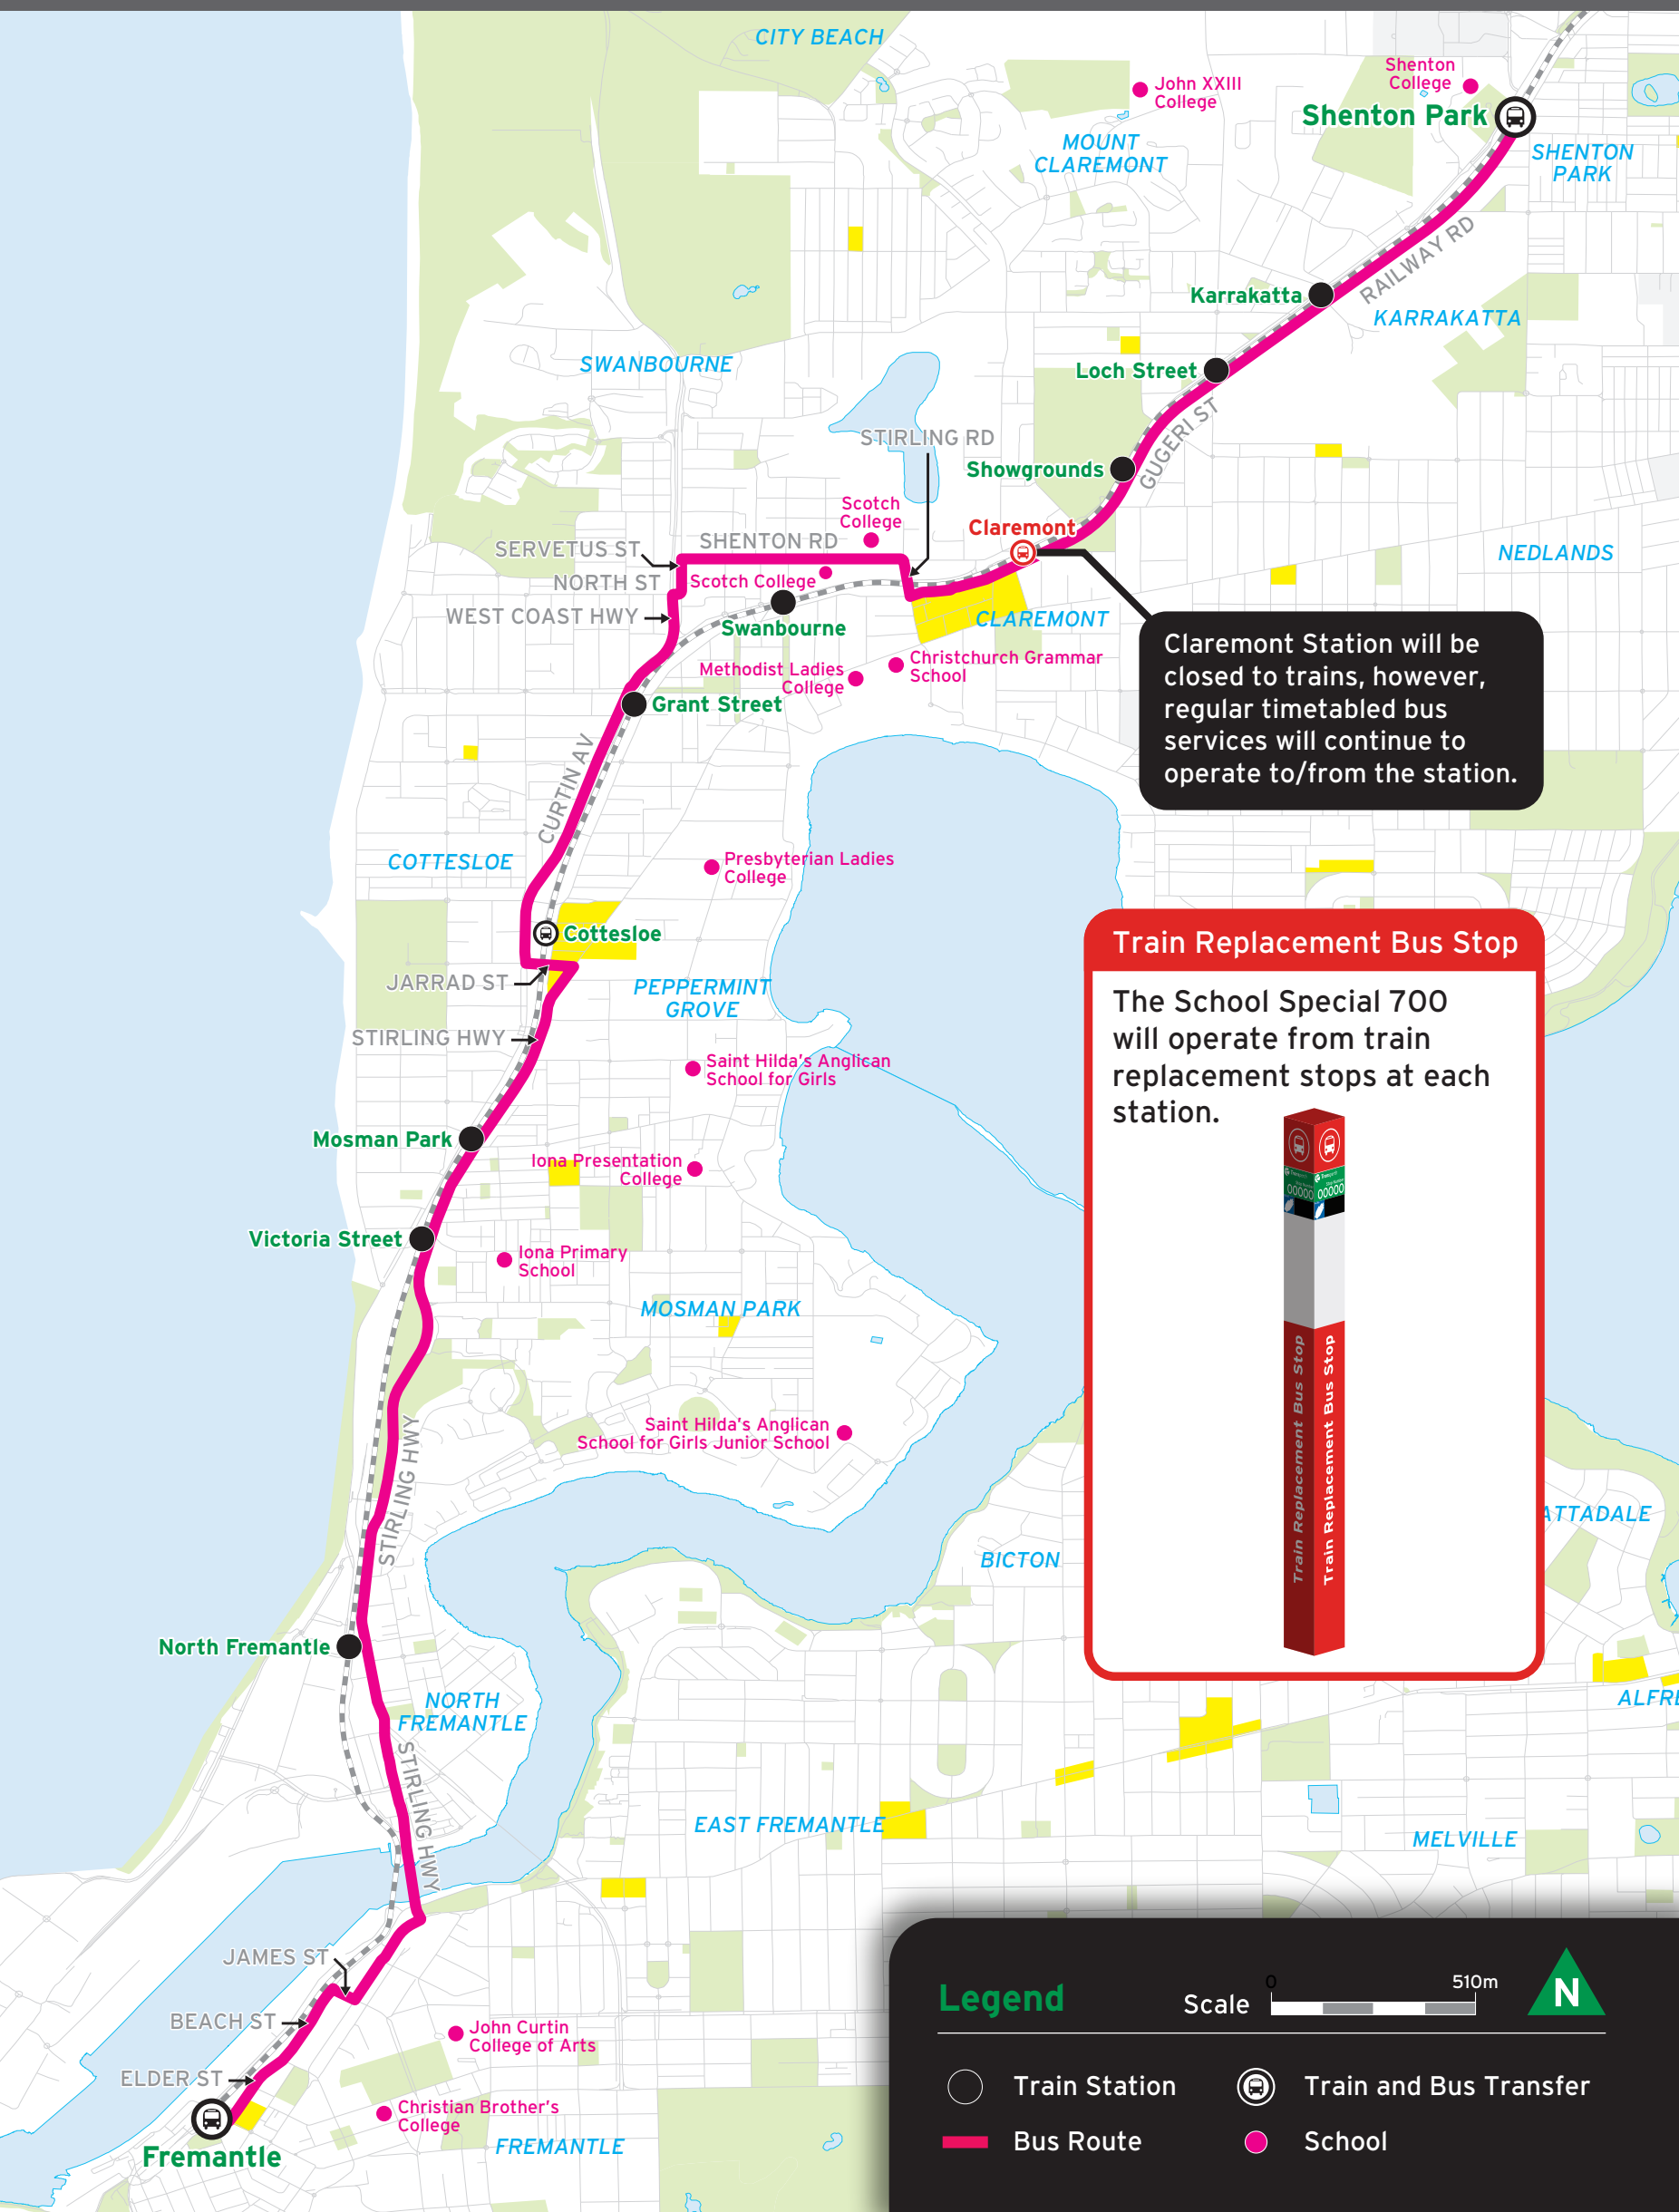 CITY BEACH
John XXIII
College
Shenton
College
Shenton Park
MOUNT
CLAREMONT
SHENTON
PARK
RAILWAY RD
Karrakatta
KARRAKATTA
SWANBOURNE
Loch Street
GUGERI ST
STIRLING RD
Showgrounds
Scotch
College
Claremont
SERVETUS ST
SHENTON RD
NEDLANDS
NORTH ST
Scotch College
WEST COAST HWY
Swanbourne
CLAREMONT
Claremont Station will be
closed to trains, however,
regular timetabled bus
services will continue to
operate to/from the station.
Methodist Ladies
College
Christchurch Grammar
School
Grant Street
CURTIN AV
COTTESLOE
Presbyterian Ladies
College
Cottesloe
JARRAD ST
PEPPERMINT
GROVE
STIRLING HWY
Saint Hilda's Anglican
School for Girls
Train Replacement Bus Stop
The School Special 700
will operate from train
replacement stops at each
station.
00000
00000
Train Replacement Bus Stop
Train Replacement Bus Stop
Mosman Park
Iona Presentation
College
Victoria Street
Iona Primary
School
MOSMAN PARK
Saint Hilda's Anglican
School for Girls Junior School
STIRLING HWY
ATTADALE
BICTON
North Fremantle
NORTH
FREMANTLE
ALFRE
STIRLING HWY
EAST FREMANTLE
MELVILLE
JAMES ST
BEACH ST
John Curtin
College of Arts
ELDER ST
Christian Brother's
College
Fremantle
FREMANTLE
Legend
Scale
0
510m
N
Train Station
Train and Bus Transfer
Bus Route
School